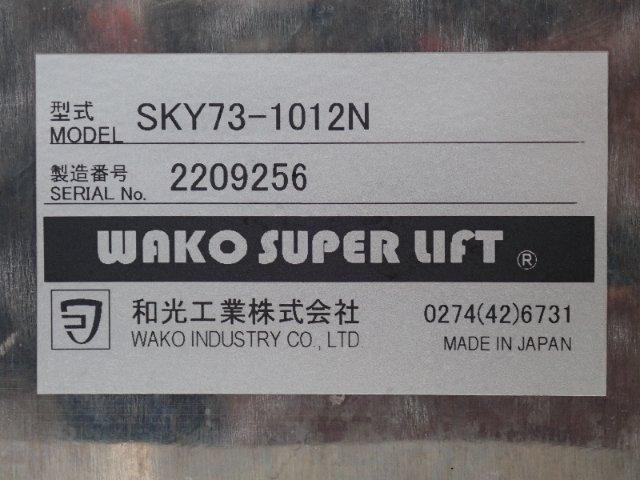 型式
MODEL SKY73-1012N
製造番号
SERIAL No. 2209256
WAKO SUPER LIFT ®
和光工業株式会社 0274(42)6731
WAKO INDUSTRY CO., LTD MADE IN JAPAN